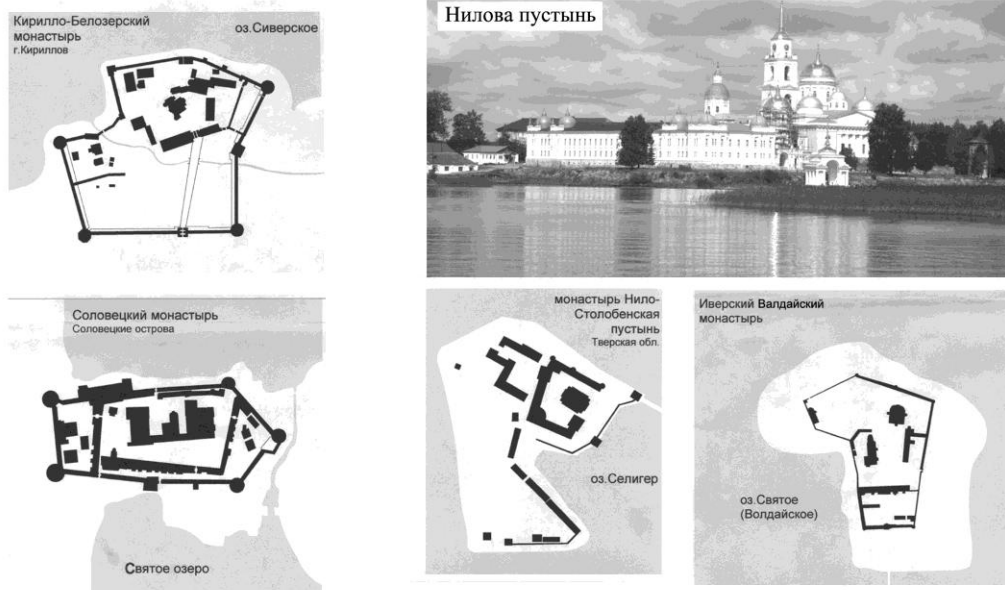 Кирилло-Белозерский
монастырь
г.Кириллов
оз.Сиверское
Нилова пустынь
Соловецкий монастырь
Соловецкие острова
Святое озеро
монастырь Нило-
Столобенская
пустынь
Тверская обл.
оз.Селигер
Иверский Валдайский
монастырь
оз.Святое
(Волдайское)